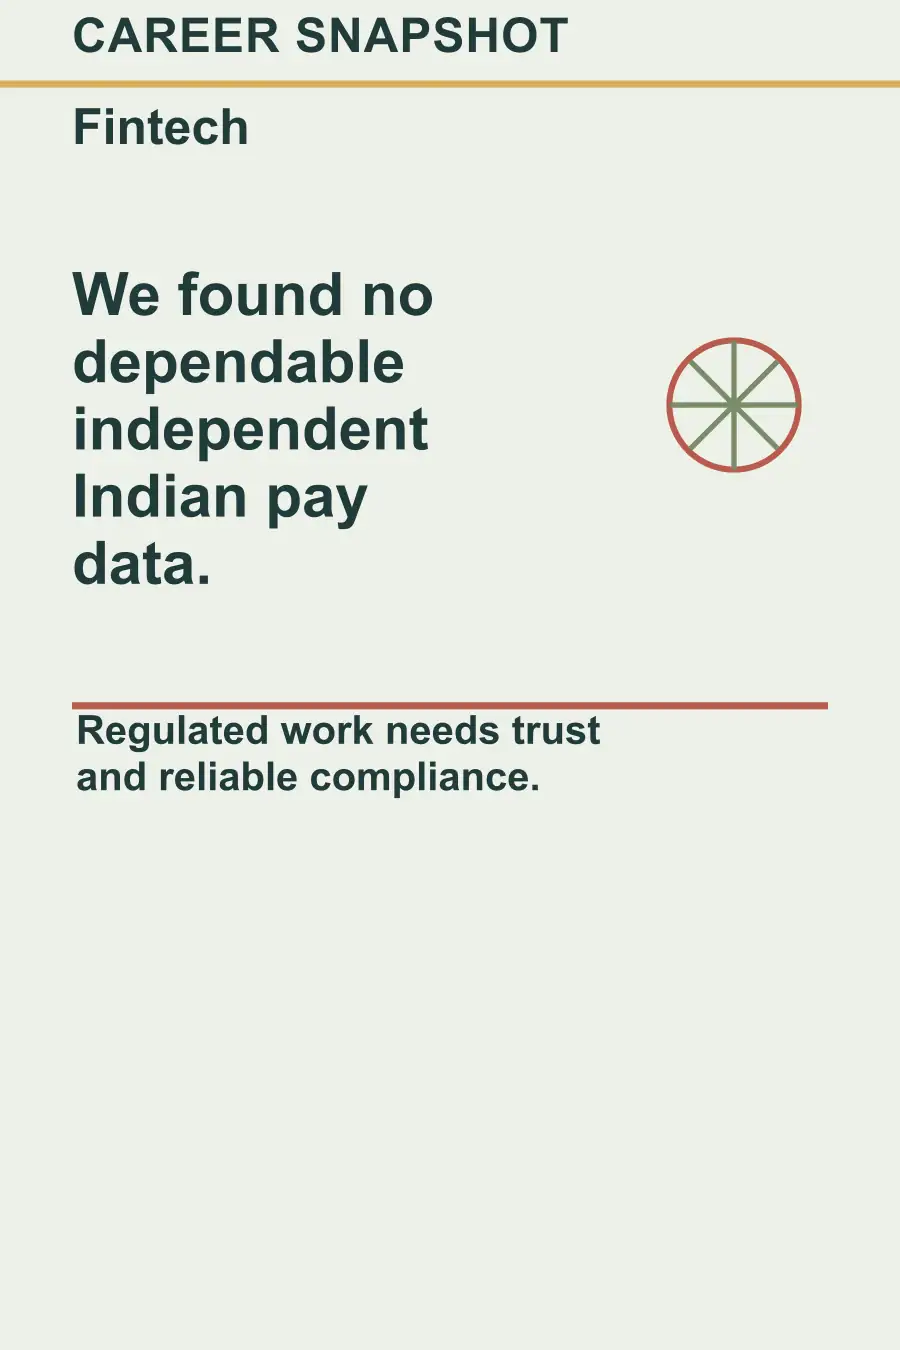 CAREER SNAPSHOT
Fintech
We found no
dependable
independent
Indian pay
data.
Regulated work needs trust
and reliable compliance.